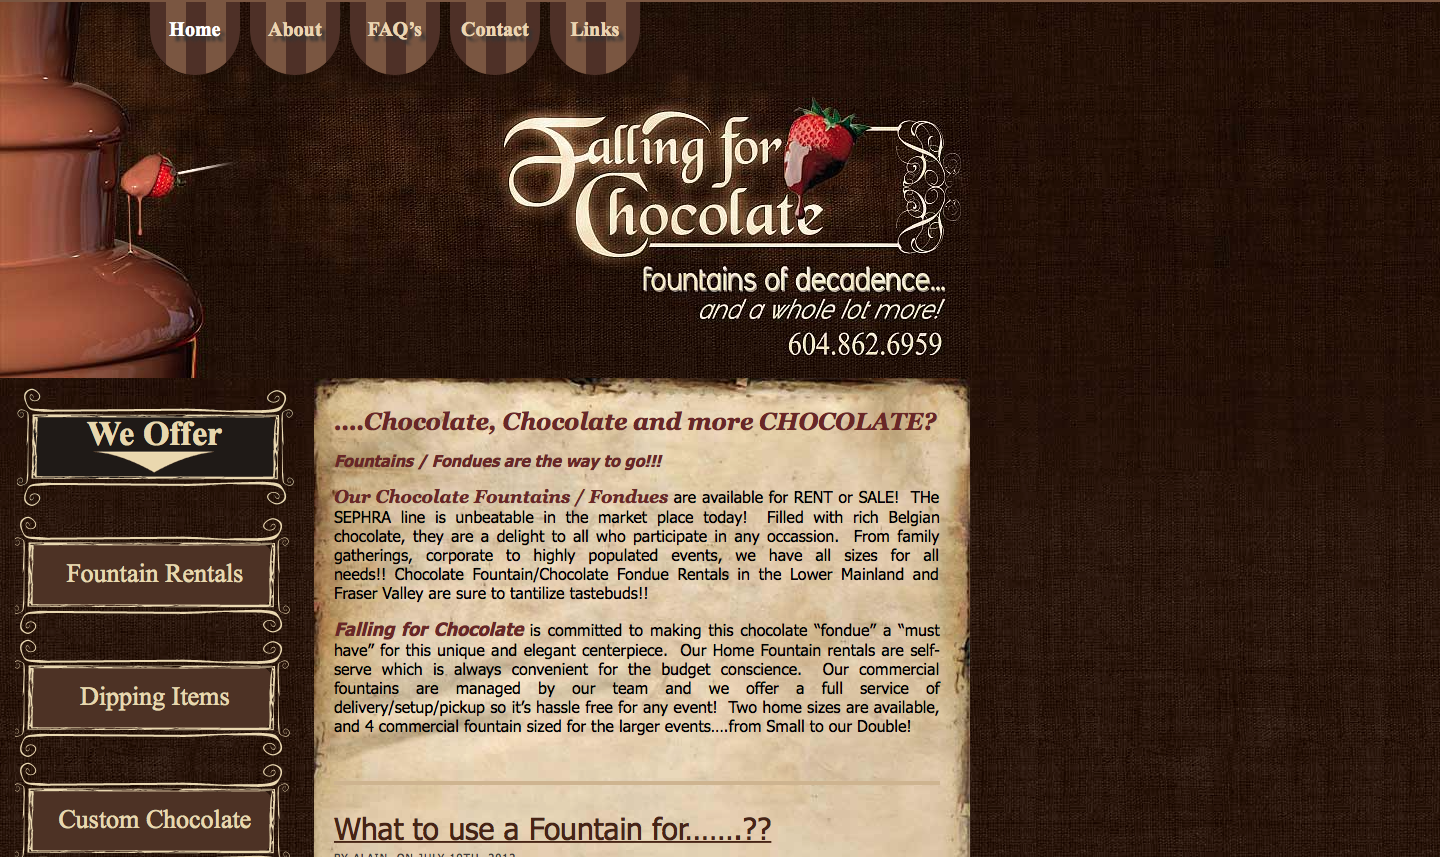 Home About FAQ’s Contact Links
Falling for
Chocolate
fountains of decadence...
and a whole lot more!
604.862.6959
We Offer
Fountain Rentals
Dipping Items
Custom Chocolate
....Chocolate, Chocolate and more CHOCOLATE?
Fountains / Fondues are the way to go!!!
Our Chocolate Fountains / Fondues are available for RENT or SALE! THe
SEPHRA line is unbeatable in the market place today! Filled with rich Belgian
chocolate, they are a delight to all who participate in any occassion. From family
gatherings, corporate to highly populated events, we have all sizes for all
needs!! Chocolate Fountain/Chocolate Fondue Rentals in the Lower Mainland and
Fraser Valley are sure to tantilize tastebuds!!
Falling for Chocolate is committed to making this chocolate “fondue” a “must
have” for this unique and elegant centerpiece. Our Home Fountain rentals are self-
serve which is always convenient for the budget conscience. Our commercial
fountains are managed by our team and we offer a full service of
delivery/setup/pickup so it’s hassle free for any event! Two home sizes are available,
and 4 commercial fountain sized for the larger events....from Small to our Double!
What to use a Fountain for.......??
BY ALAIN, ON JULY 19TH, 2012